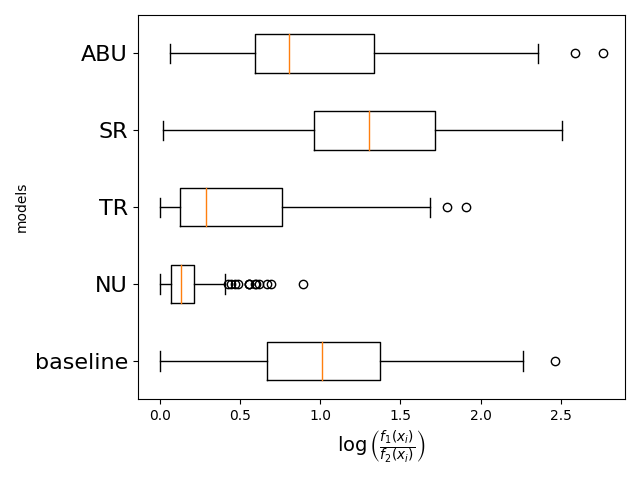 ABU
SR
TR
NU
baseline
models
0.0 0.5 1.0 1.5 2.0 2.5
log(f₁(xᵢ)/f₂(xᵢ))